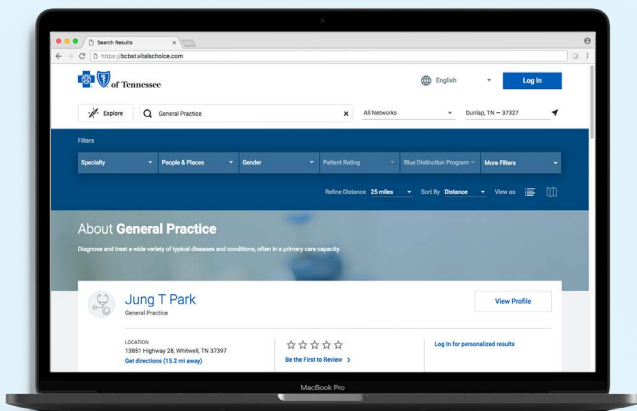 Search Results
https://bcbst.vitalschoice.com
of Tennessee
English
Log In
Explore
General Practice
All Networks
Dunlap, TN – 37327
Filters
Specialty
People & Places
Gender
Patient Rating
Blue Distinction Program
More Filters
Refine Distance 25 miles
Sort By Distance
View as
About General Practice
Diagnose and treat a wide variety of typical diseases and conditions, often in a primary care capacity.
Jung T Park
General Practice
View Profile
LOCATION
13851 Highway 28, Whitwell, TN 37397
Get directions (15.2 mi away)
Be the First to Review
Log In for personalized results
MacBook Pro